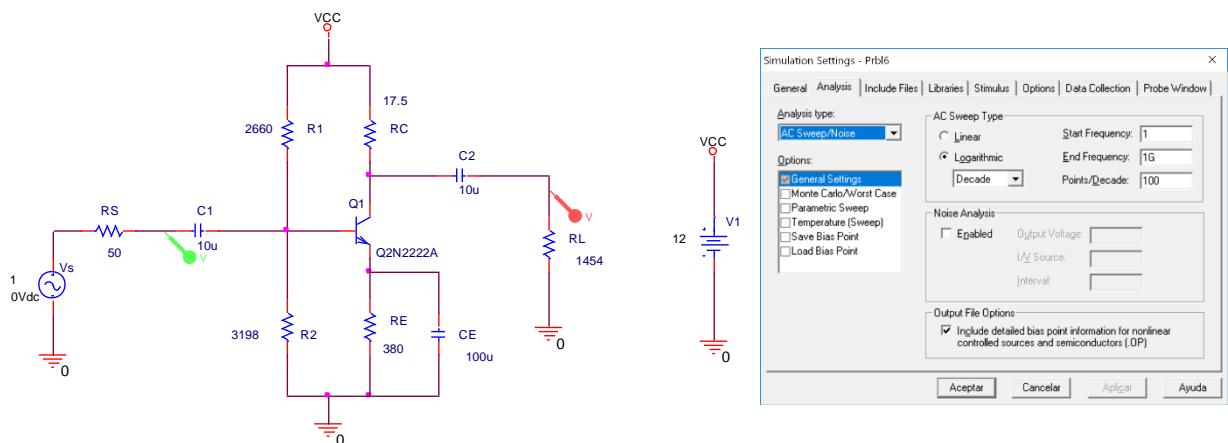 VCC
17.5
2660
R1
RC
C2
10u
RS
50
C1
10u
V
Q1
Q2N2222A
V
RL
1454
0
1
0Vdc
Vs
0
3198
R2
RE
380
CE
100u
0
VCC
12
V1
0
Simulation Settings - Prbl6
General
Analysis
Include Files
Libraries
Stimulus
Options
Data Collection
Probe Window
Analysis type:
AC Sweep/Noise
Options:
General Settings
Monte Carlo/Worst Case
Parametric Sweep
Temperature (Sweep)
Save Bias Point
Load Bias Point
AC Sweep Type
Linear
Logarithmic
Decade
Start Frequency: 1
End Frequency: 1G
Points/Decade: 100
Noise Analysis
Enabled
Output Voltage:
I/V Source:
Interval:
Output File Options
Include detailed bias point information for nonlinear
controlled sources and semiconductors (.OP)
Aceptar
Cancelar
Aplicar
Ayuda